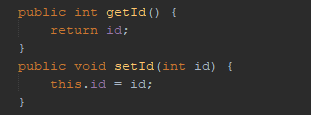 public int getId() {
    return id;
}
public void setId(int id) {
    this.id = id;
}